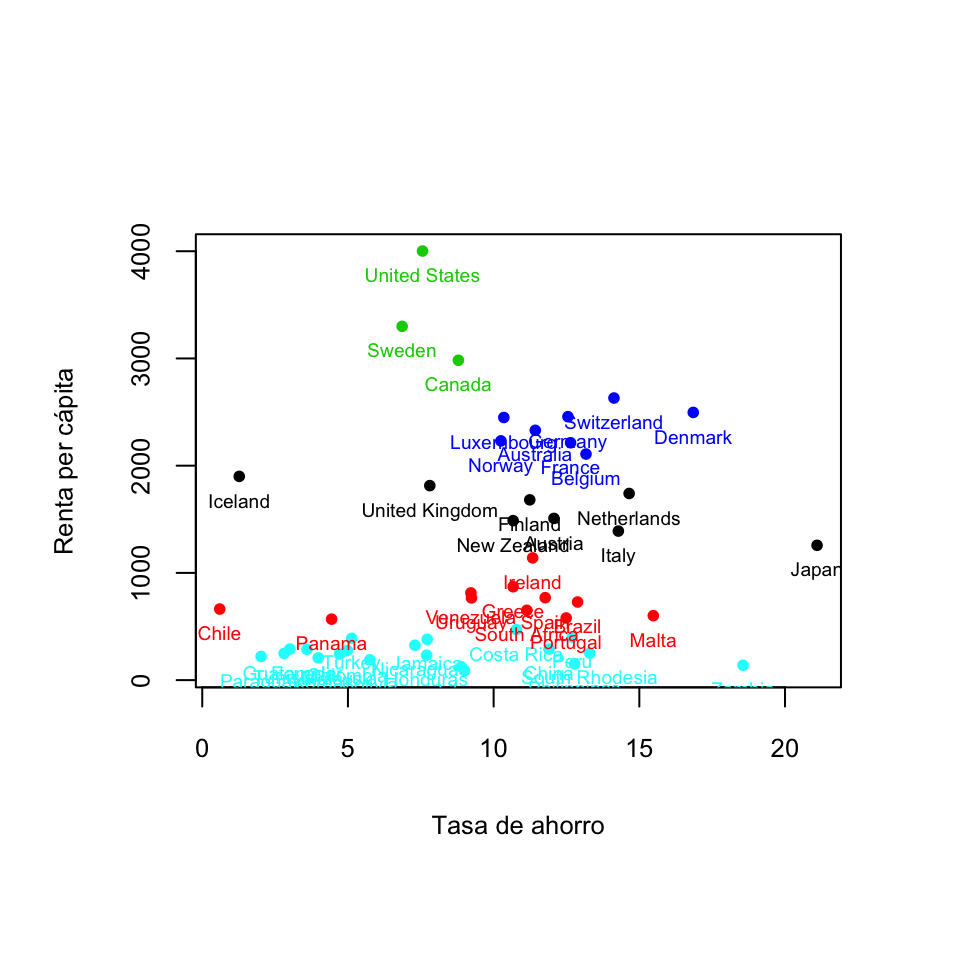 4000
United States
3000
Sweden
Canada
Switzerland
Denmark
Luxembourg
Germany
Australia
2000
Norway
France
Belgium
Iceland
United Kingdom
Netherlands
Finland
New Zealand
Austria
Italy
Japan
1000
Ireland
Venezuela
Greece
Uruguay
Spain
Brazil
Chile
South Africa
Panama
Portugal
Malta
Costa Rica
Turkey
Jamaica
Peru
Nicaragua
China
South Rhodesia
Honduras
0
0
5
10
15
20
Renta per cápita
Tasa de ahorro